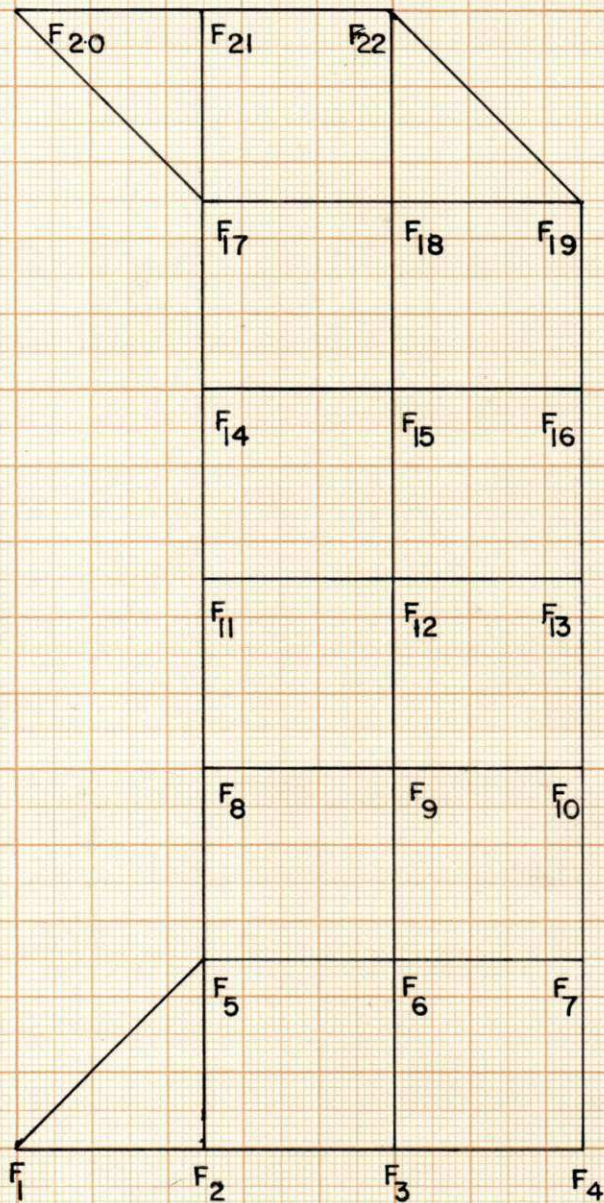 F₂₀ F₂₁ F₂₂
F₁₇ F₁₈ F₁₉
F₁₄ F₁₅ F₁₆
F₁₁ F₁₂ F₁₃
F₈ F₉ F₁₀
F₅ F₆ F₇
F₁ F₂ F₃ F₄